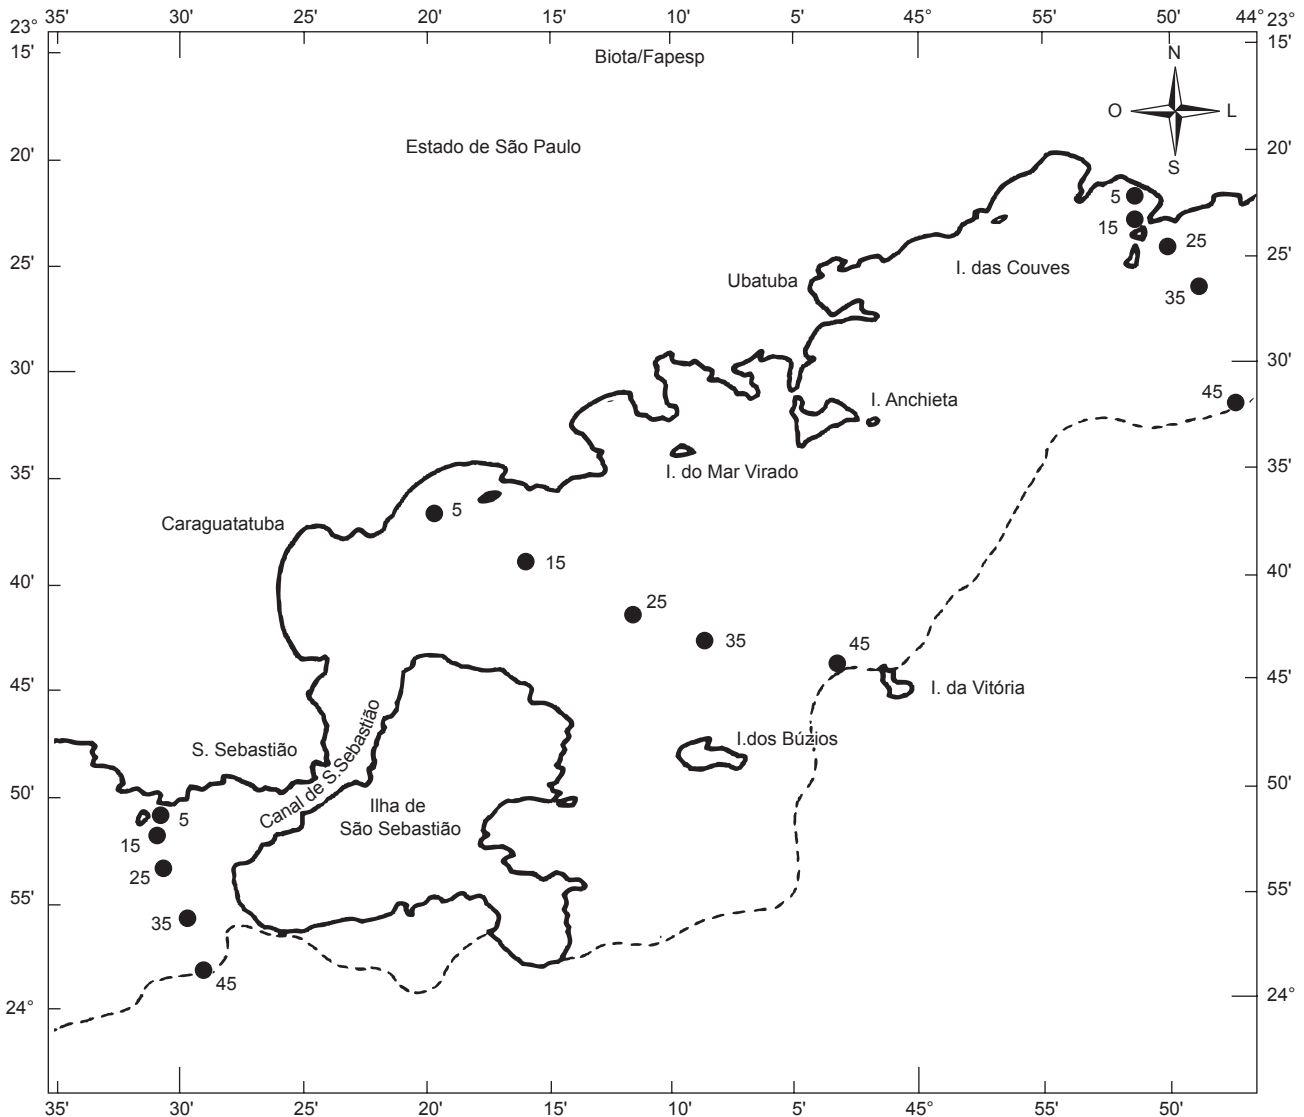 35' 30' 25' 20' 15' 10' 5' 45° 55' 50' 44°
23° 23°
15' 15'
Biota/Fapesp
N
O L
S
Estado de São Paulo
20' 20'
5
15
25
Ubatuba
I. das Couves
25' 25'
35
30' 30'
I. Anchieta
45
I. do Mar Virado
35' 35'
Caraguatatuba
5
15
40' 40'
25
35
45
45' 45'
I. da Vitória
S. Sebastião
Canal de S.Sebastião
I.dos Búzios
50' 50'
Ilha de
São Sebastião
5
15
25
55' 55'
35
45
24° 24°
35' 30' 25' 20' 15' 10' 5' 45° 55' 50'